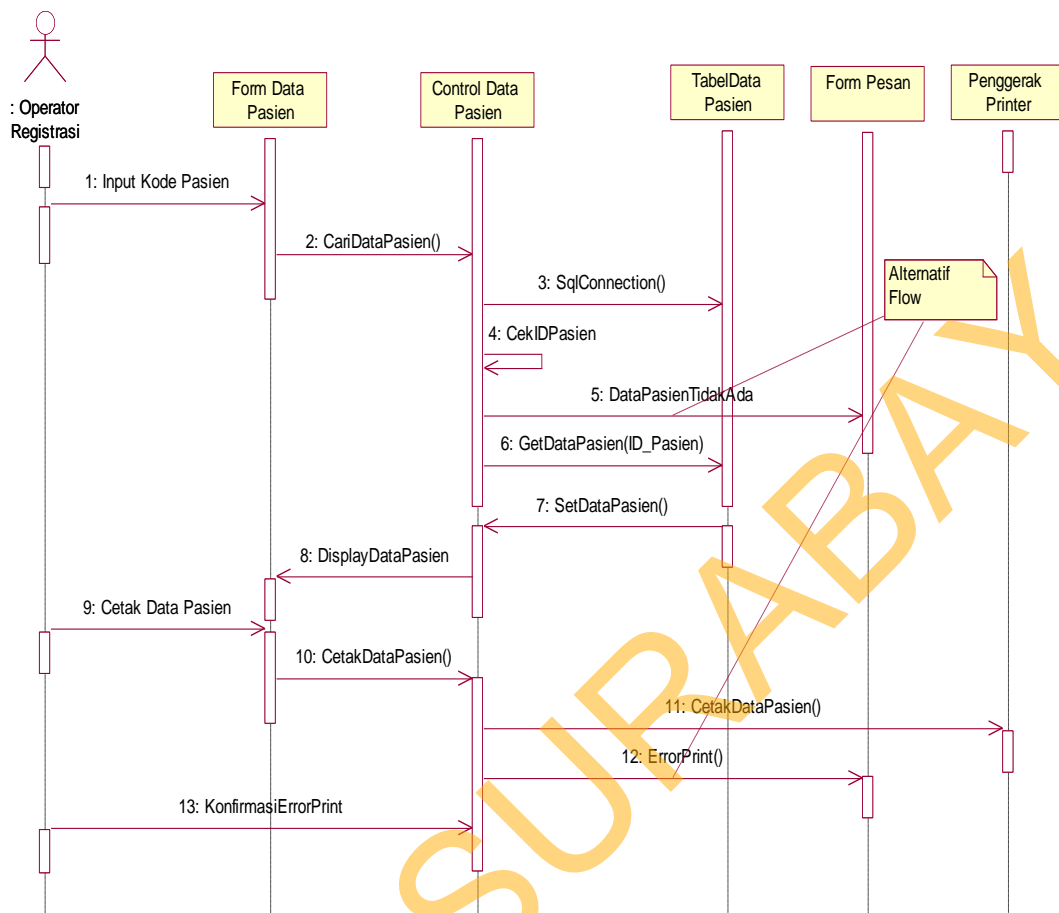 : Operator
Registrasi
Form Data
Pasien
Control Data
Pasien
TabelData
Pasien
Form Pesan
Penggerak
Printer
1: Input Kode Pasien
2: CariDataPasien()
3: SqlConnection()
Alternatif
Flow
4: CekIDPasien
5: DataPasienTidakAda
6: GetDataPasien(ID_Pasien)
7: SetDataPasien()
8: DisplayDataPasien
9: Cetak Data Pasien
10: CetakDataPasien()
11: CetakDataPasien()
12: ErrorPrint()
13: KonfirmasiErrorPrint
SURABAY